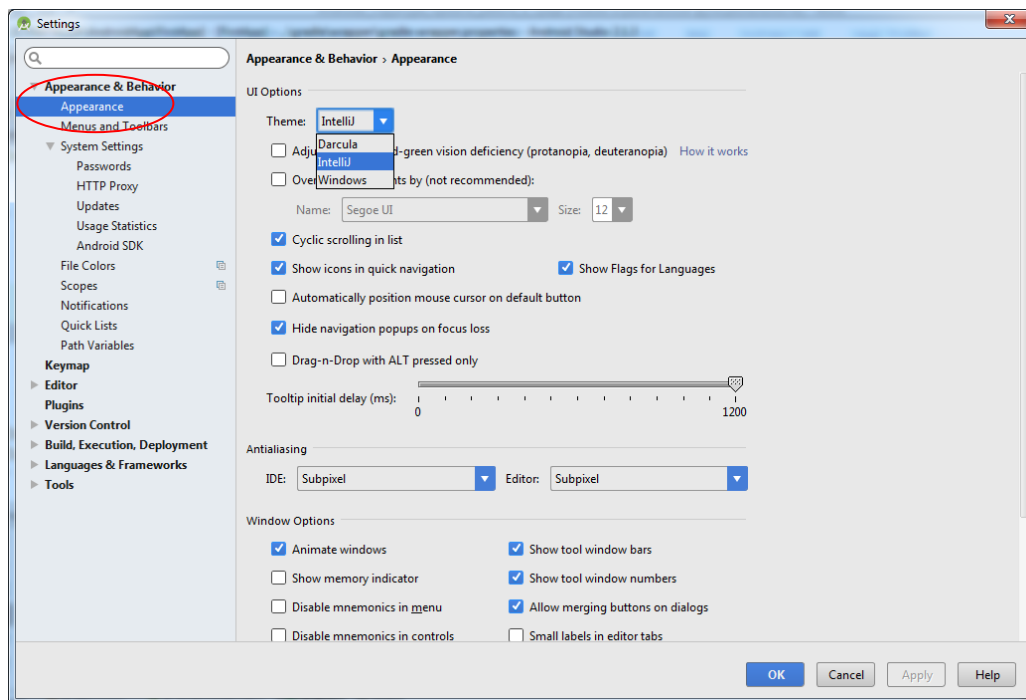 Settings
Appearance & Behavior › Appearance
Appearance & Behavior
Appearance
Menus and Toolbars
System Settings
Passwords
HTTP Proxy
Updates
Usage Statistics
Android SDK
File Colors
Scopes
Notifications
Quick Lists
Path Variables
Keymap
Editor
Plugins
Version Control
Build, Execution, Deployment
Languages & Frameworks
Tools
UI Options
Theme: IntelliJ
Darcula
IntelliJ
Windows
Adju d-green vision deficiency (protanopia, deuteranopia) How it works
Over nts by (not recommended):
Name: Segoe UI Size: 12
Cyclic scrolling in list
Show icons in quick navigation Show Flags for Languages
Automatically position mouse cursor on default button
Hide navigation popups on focus loss
Drag-n-Drop with ALT pressed only
Tooltip initial delay (ms):
0 1200
Antialiasing
IDE: Subpixel Editor: Subpixel
Window Options
Animate windows Show tool window bars
Show memory indicator Show tool window numbers
Disable mnemonics in menu Allow merging buttons on dialogs
Disable mnemonics in controls Small labels in editor tabs
OK Cancel Apply Help